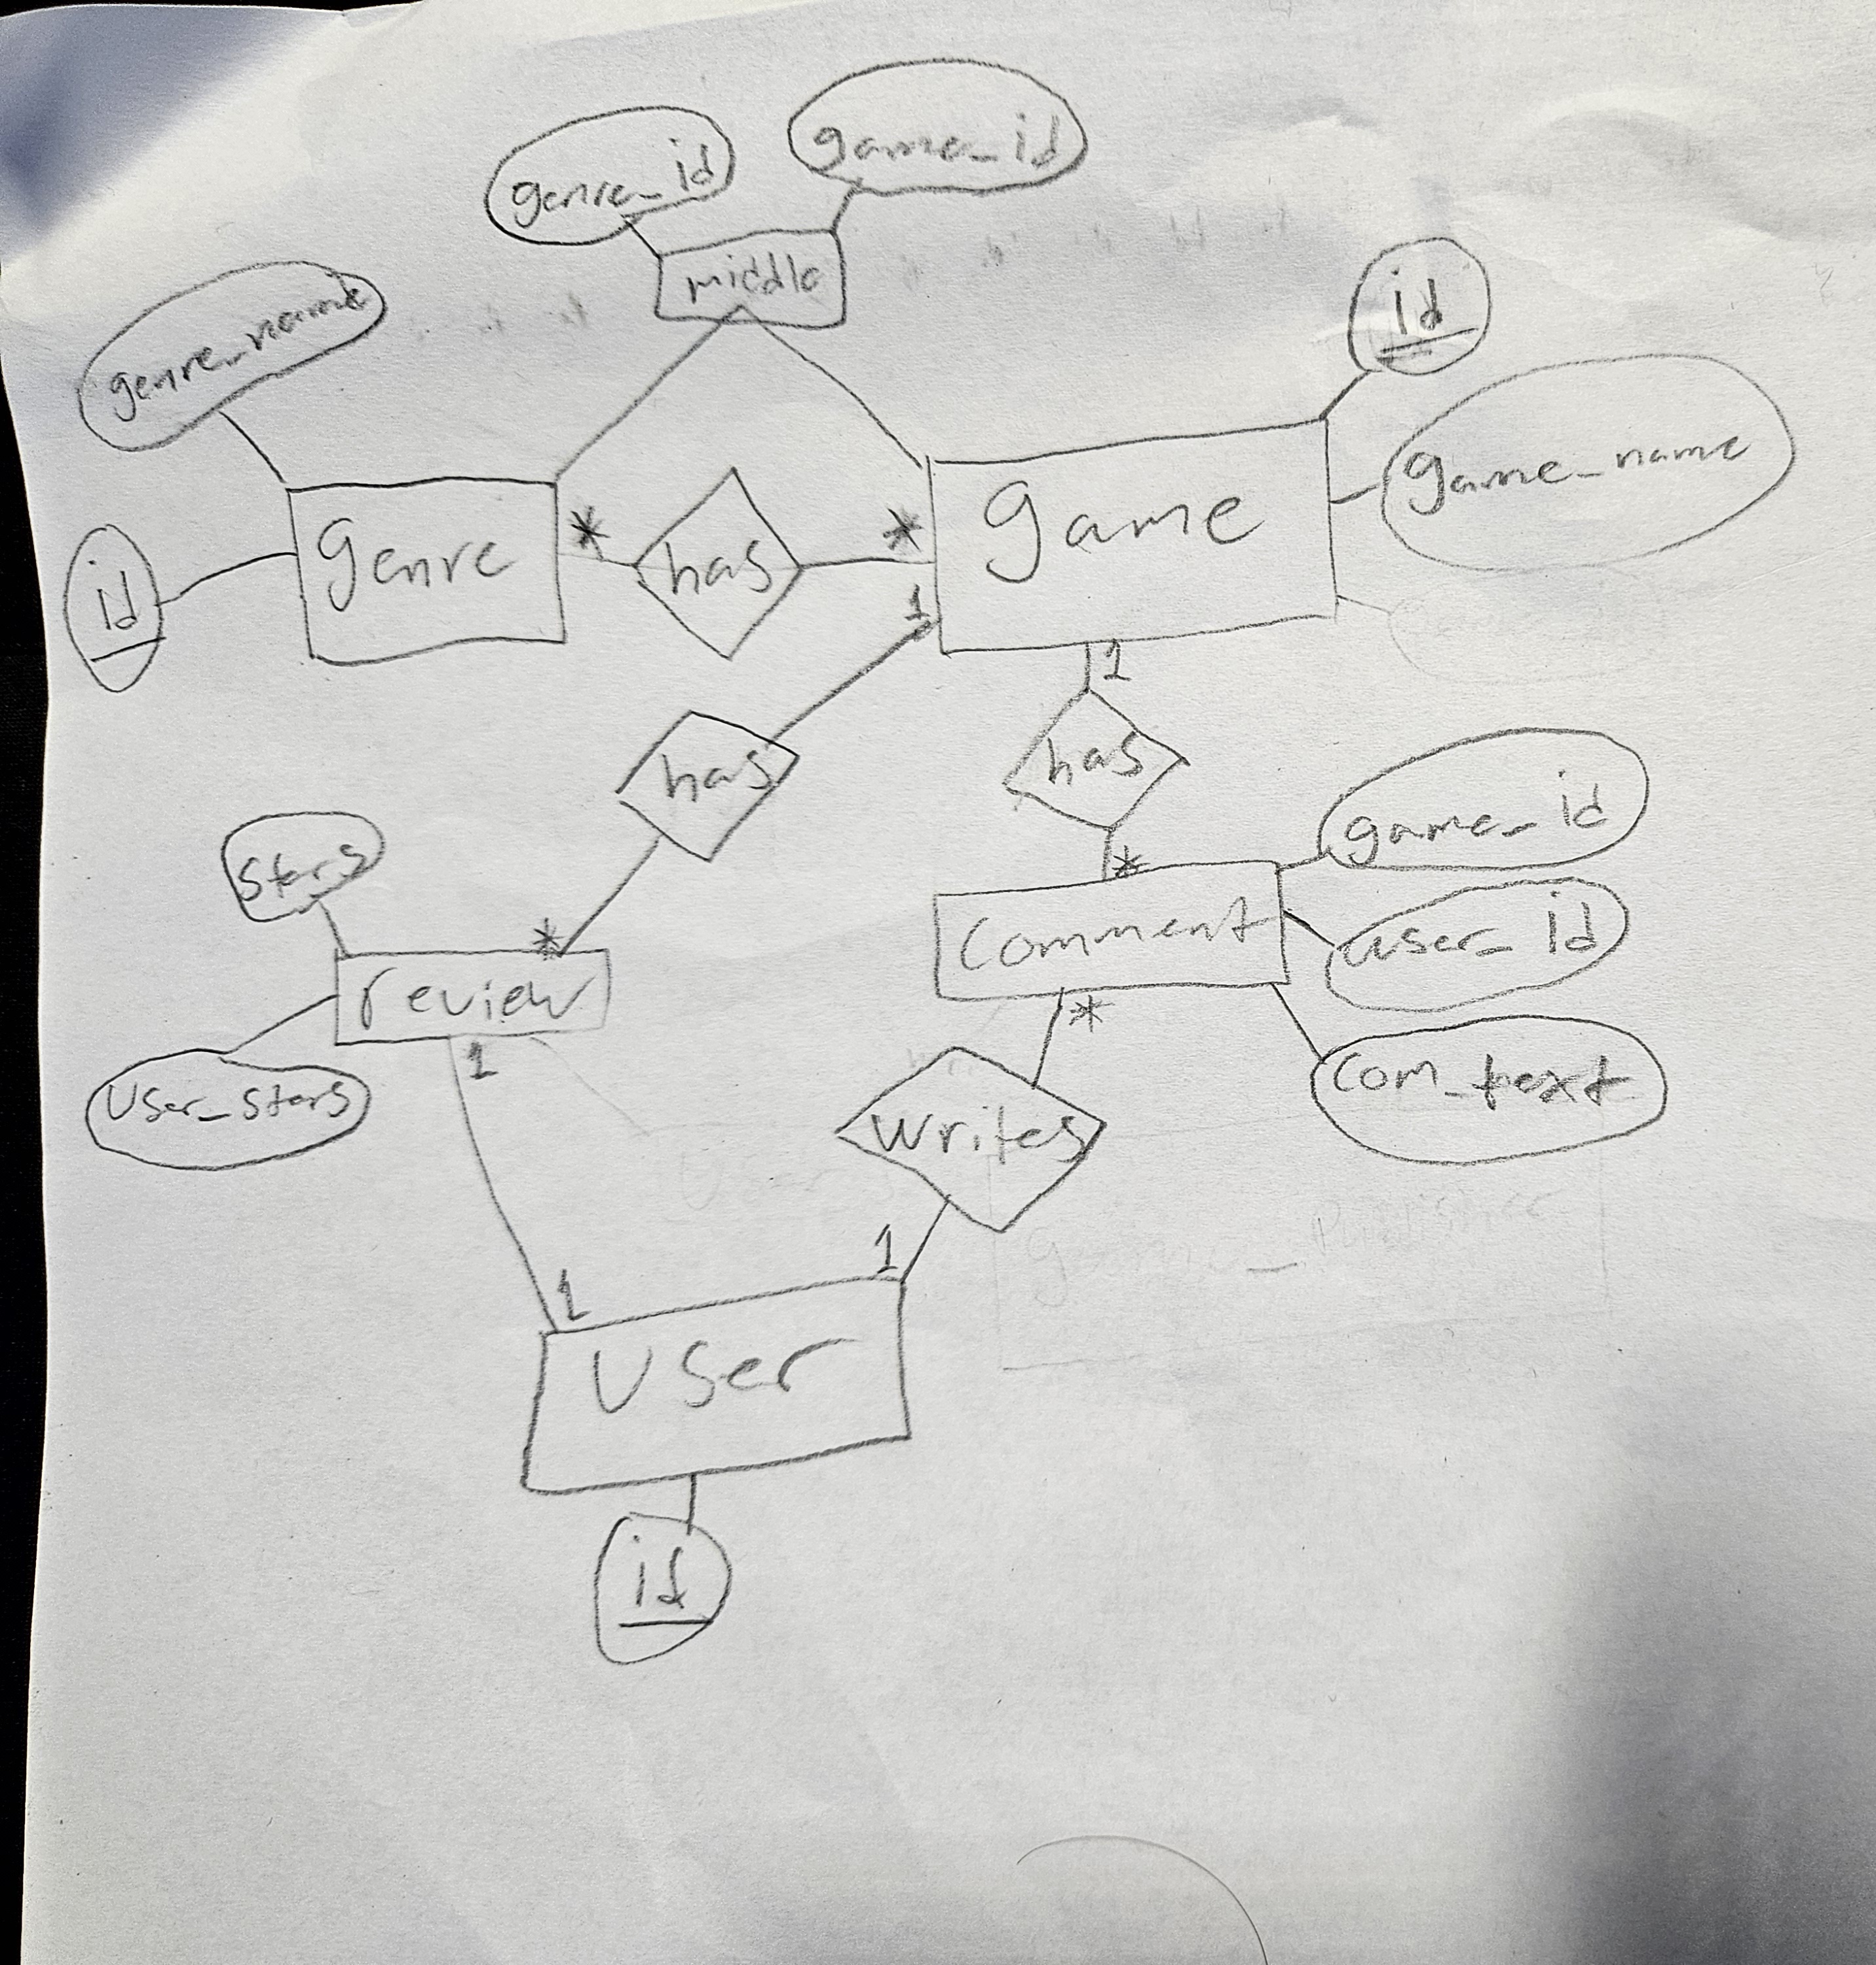 genre_id
game_id
middle
genre_name
id
game_name
genre
*
has
*
game
id
1
1
has
has
stars
game_id
*
*
comment
user_id
review
*
1
com_text
user_stars
writes
1
1
user
id